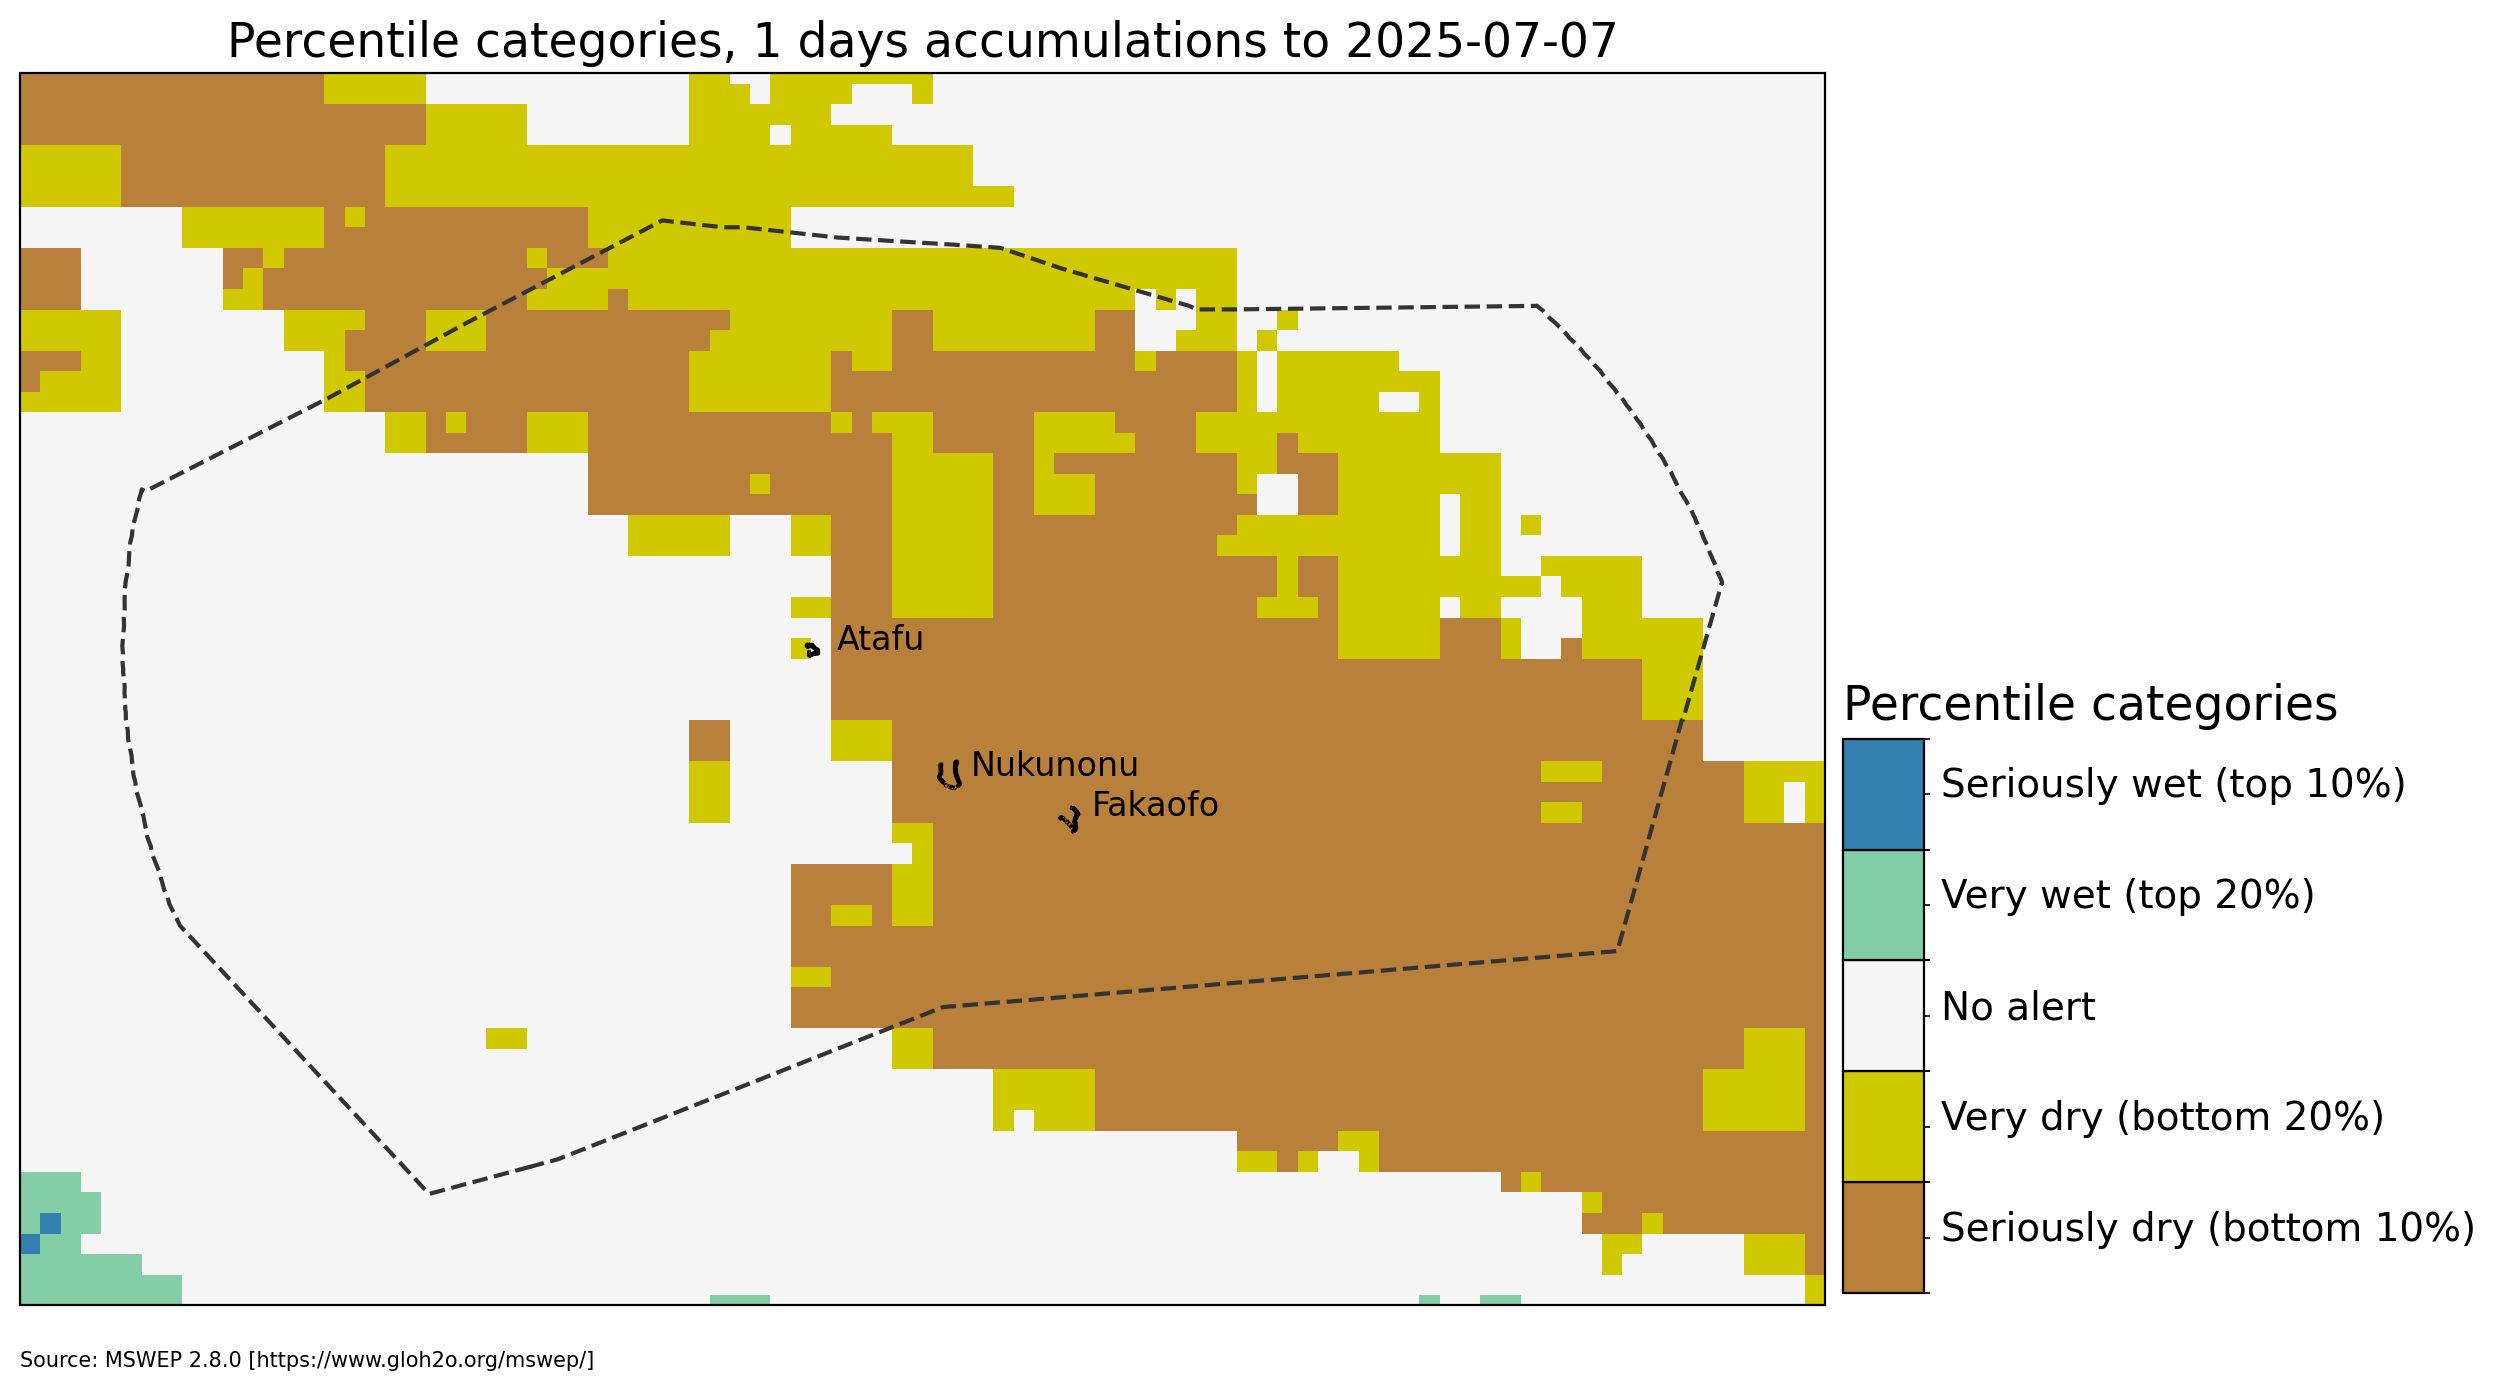 Percentile categories, 1 days accumulations to 2025-07-07
Atafu
Nukunonu
Fakaofo
Percentile categories
Seriously wet (top 10%)
Very wet (top 20%)
No alert
Very dry (bottom 20%)
Seriously dry (bottom 10%)
Source: MSWEP 2.8.0 [https://www.gloh2o.org/mswep/]